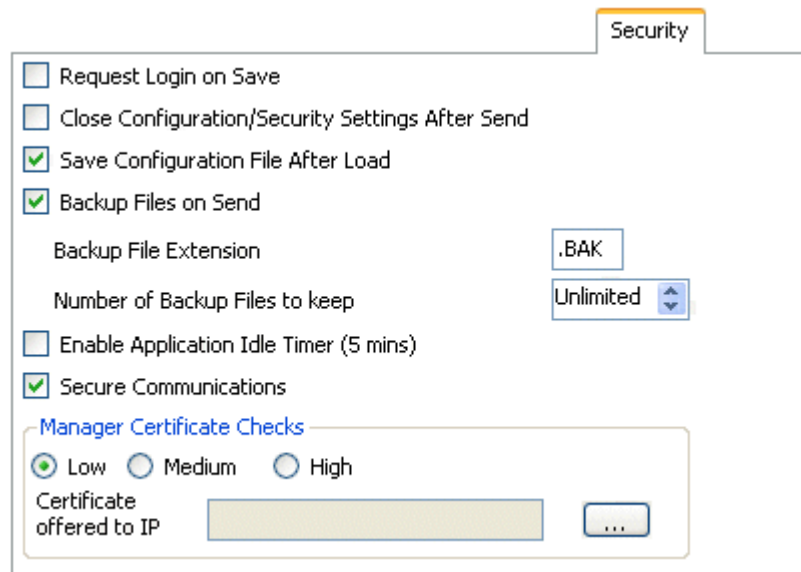 Security
Request Login on Save
Close Configuration/Security Settings After Send
Save Configuration File After Load
Backup Files on Send
Backup File Extension .BAK
Number of Backup Files to keep Unlimited
Enable Application Idle Timer (5 mins)
Secure Communications
Manager Certificate Checks
Low Medium High
Certificate
offered to IP ...